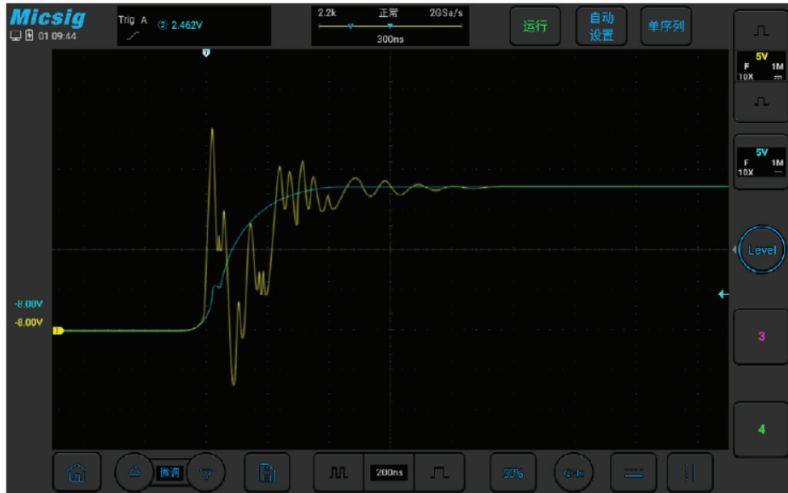 Micsig
Trig A ② 2.462V
2.2k 正常 2GSa/s
300ns
运行
自动
设置
单序列
01 09:44
5V
F 1M
10X
5V
F 1M
10X
Level
-8.00V
-8.00V
3
4
微调
200ns
50%